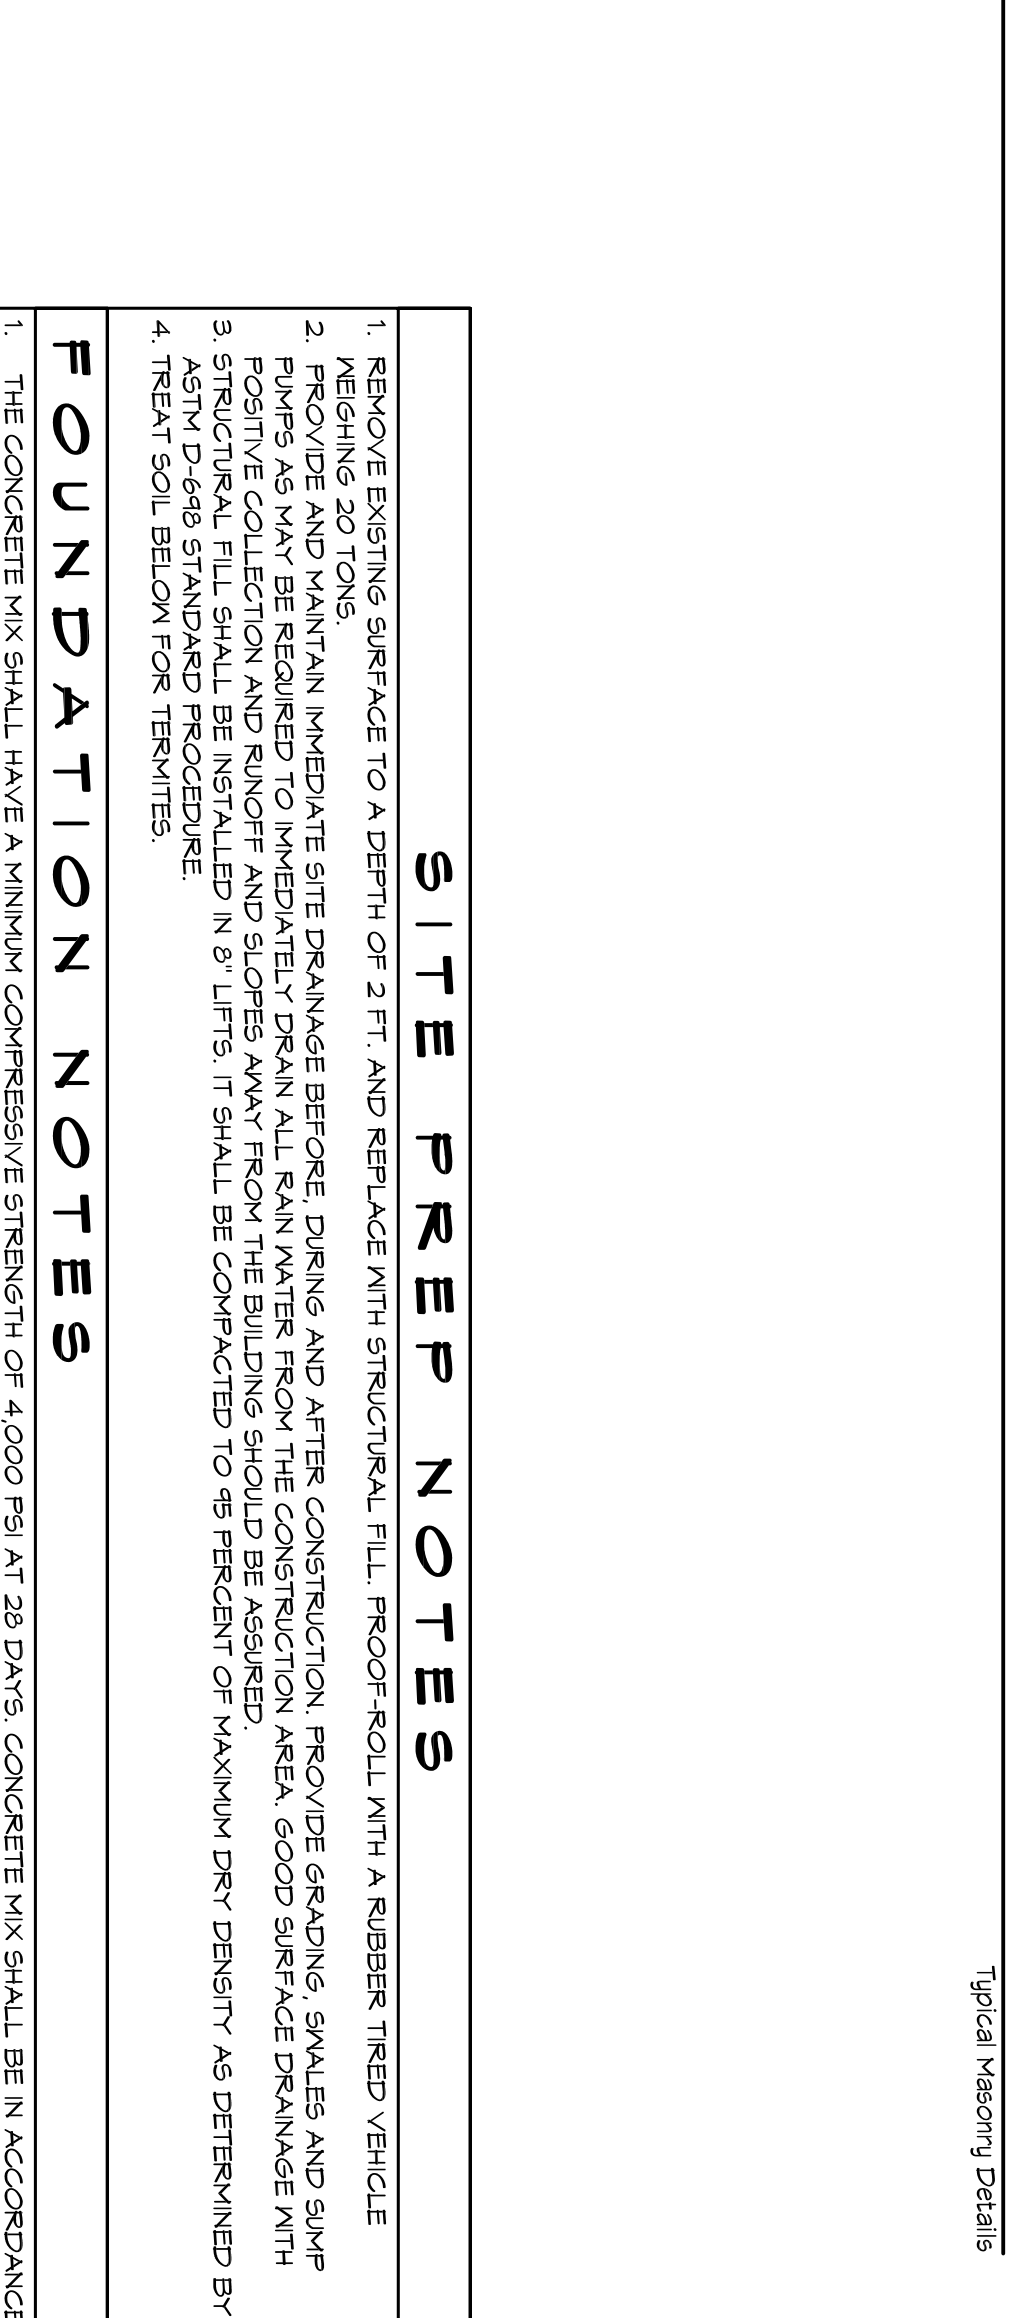 Typical Masonry Details
SITE PREP NOTES
1. REMOVE EXISTING SURFACE TO A DEPTH OF 2 FT. AND REPLACE WITH STRUCTURAL FILL. PROOF-ROLL WITH A RUBBER TIRED VEHICLE
WEIGHING 20 TONS.
2. PROVIDE AND MAINTAIN IMMEDIATE SITE DRAINAGE BEFORE, DURING AND AFTER CONSTRUCTION. PROVIDE GRADING, SWALES AND SUMP
PUMPS AS MAY BE REQUIRED TO IMMEDIATELY DRAIN ALL RAIN WATER FROM THE CONSTRUCTION AREA. GOOD SURFACE DRAINAGE WITH
POSITIVE COLLECTION AND RUNOFF AND SLOPES AWAY FROM THE BUILDING SHOULD BE ASSURED.
3. STRUCTURAL FILL SHALL BE INSTALLED IN 8" LIFTS. IT SHALL BE COMPACTED TO 95 PERCENT OF MAXIMUM DRY DENSITY AS DETERMINED BY
ASTM D-698 STANDARD PROCEDURE.
4. TREAT SOIL BELOW FOR TERMITES.
FOUNDATION NOTES
1. THE CONCRETE MIX SHALL HAVE A MINIMUM COMPRESSIVE STRENGTH OF 4,000 PSI AT 28 DAYS. CONCRETE MIX SHALL BE IN ACCORDANCE